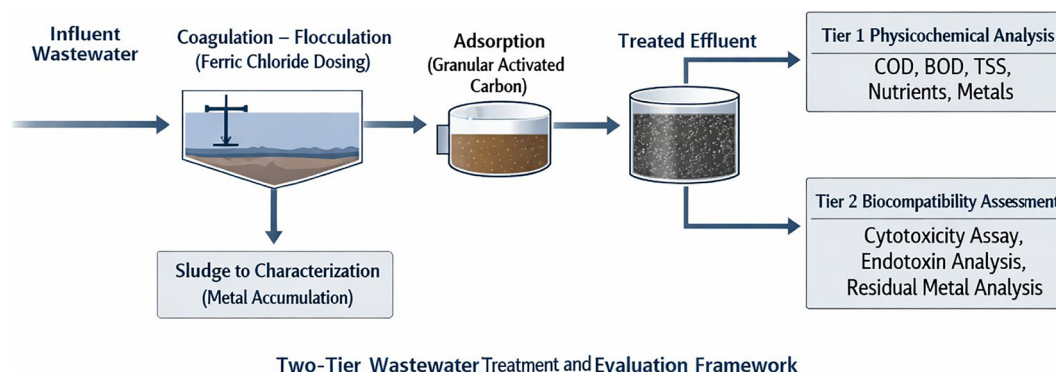 Influent
Wastewater
Coagulation – Flocculation
(Ferric Chloride Dosing)
Adsorption
(Granular Activated
Carbon)
Treated Effluent
Tier 1 Physicochemical Analysis
COD, BOD, TSS,
Nutrients, Metals
Sludge to Characterization
(Metal Accumulation)
Tier 2 Biocompatibility Assessment
Cytotoxicity Assay,
Endotoxin Analysis,
Residual Metal Analysis
Two-Tier Wastewater Treatment and Evaluation Framework